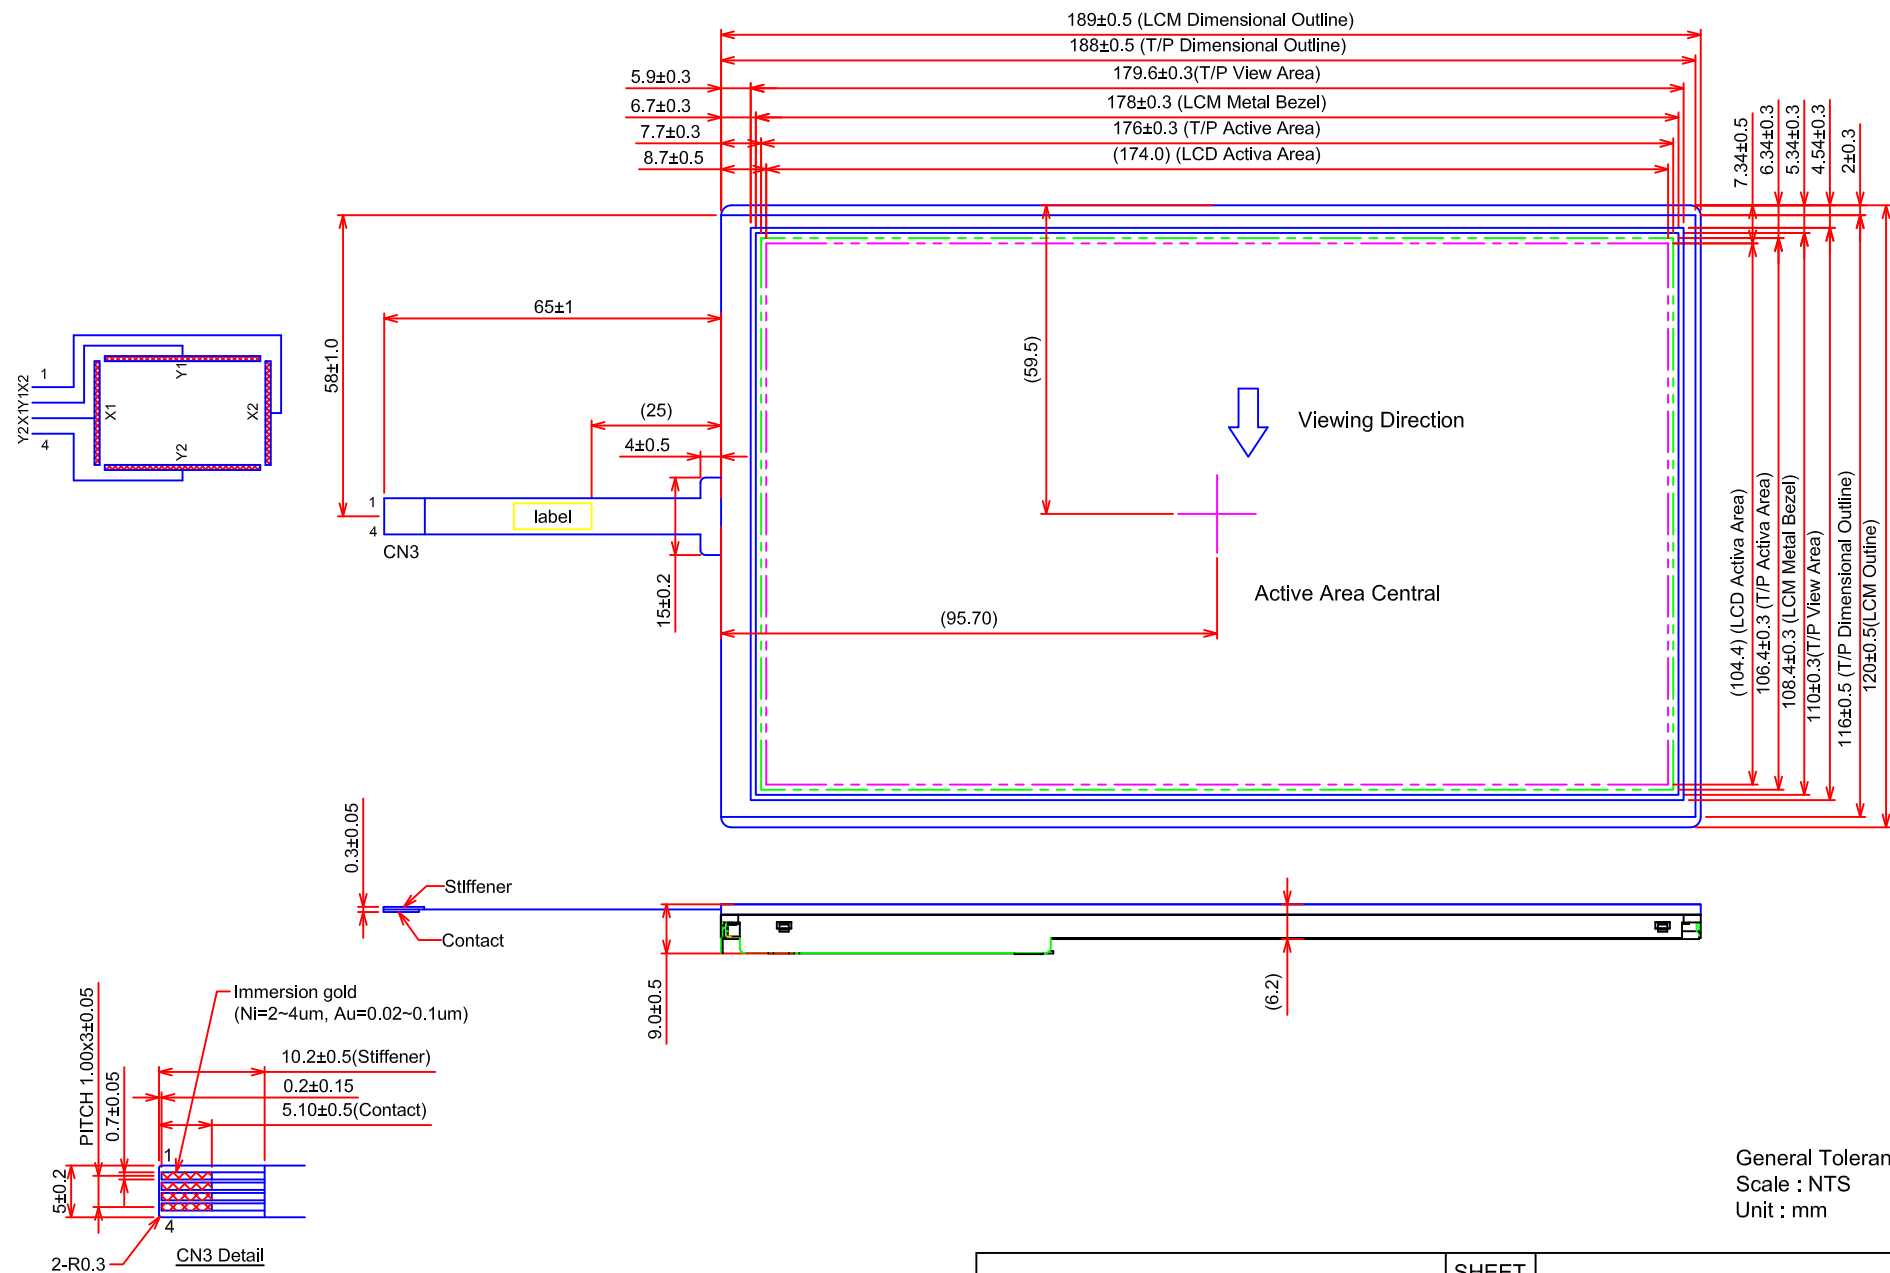 189±0.5 (LCM Dimensional Outline)
188±0.5 (T/P Dimensional Outline)
5.9±0.3
179.6±0.3(T/P View Area)
6.7±0.3
178±0.3 (LCM Metal Bezel)
7.7±0.3
176±0.3 (T/P Active Area)
8.7±0.5
(174.0) (LCD Activa Area)
7.34±0.5
6.34±0.3
5.34±0.3
4.54±0.3
2±0.3
58±1.0
65±1
(25)
4±0.5
15±0.2
(59.5)
(95.70)
Viewing Direction
Active Area Central
(104.4) (LCD Activa Area)
106.4±0.3 (T/P Activa Area)
108.4±0.3 (LCM Metal Bezel)
110±0.3(T/P View Area)
116±0.5 (T/P Dimensional Outline)
120±0.5(LCM Outine)
1
Y2X1Y1X2
4
X1
Y1
X2
Y2
1
4
CN3
label
0.3±0.05
Stiffener
Contact
9.0±0.5
(6.2)
Immersion gold
(Ni=2~4um, Au=0.02~0.1um)
10.2±0.5(Stiffener)
0.2±0.15
5.10±0.5(Contact)
PITCH 1.00x3±0.05
0.7±0.05
5±0.2
1
4
2-R0.3
CN3 Detail
General Toleran
Scale : NTS
Unit : mm
SHEET